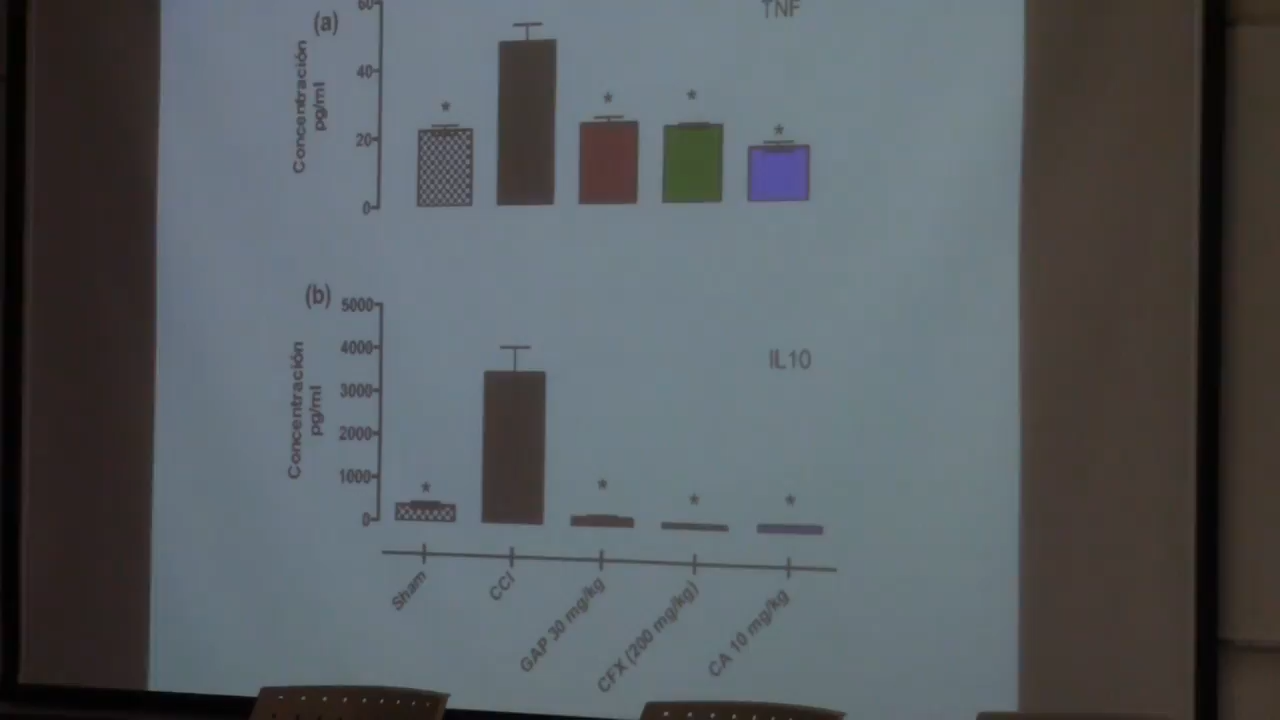 (a)
TNF
Concentración
pg/ml
60
40
20
0
*
*
*
*
(b)
IL10
Concentración
pg/ml
5000
4000
3000
2000
1000
0
*
*
*
*
Sham
CCI
GAP 30 mg/kg
CFX (200 mg/kg)
CA 10 mg/kg